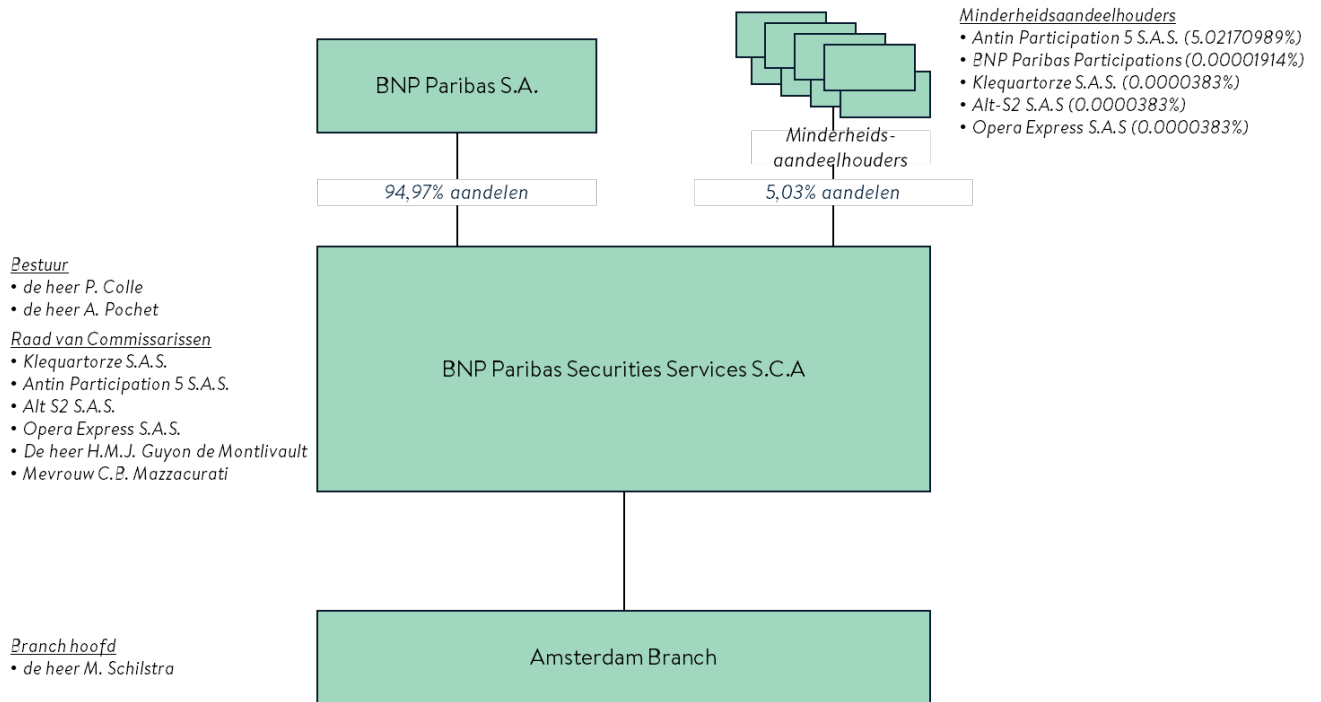 BNP Paribas S.A.
Minderheids-
aandeelhouders
Minderheidsaandeelhouders
• Antin Participation 5 S.A.S. (5.02170989%)
• BNP Paribas Participations (0.00001914%)
• Klequartorze S.A.S. (0.0000383%)
• Alt-S2 S.A.S (0.0000383%)
• Opera Express S.A.S (0.0000383%)
94,97% aandelen
5,03% aandelen
Bestuur
• de heer P. Colle
• de heer A. Pochet
Raad van Commissarissen
• Klequartorze S.A.S.
• Antin Participation 5 S.A.S.
• Alt S2 S.A.S.
• Opera Express S.A.S.
• De heer H.M.J. Guyon de Montlivault
• Mevrouw C.B. Mazzacurati
BNP Paribas Securities Services S.C.A
Branch hoofd
• de heer M. Schilstra
Amsterdam Branch